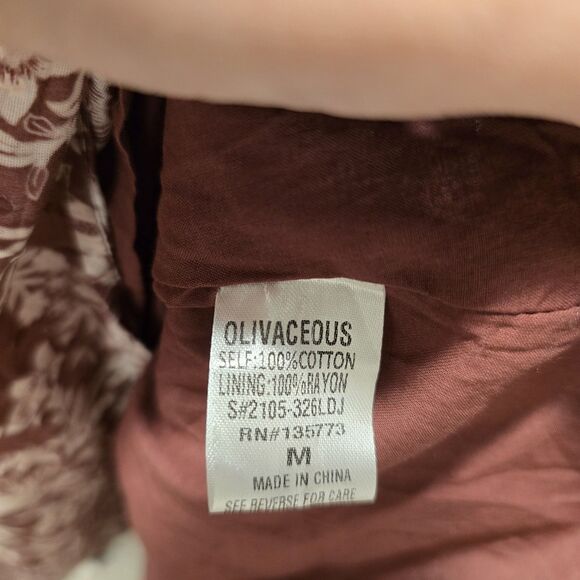 OLIVACEOUS
SELF:100%COTTON
LINING:100%RAYON
S#2105-326LDJ
RN#135773
M
MADE IN CHINA
SEE REVERSE FOR CARE